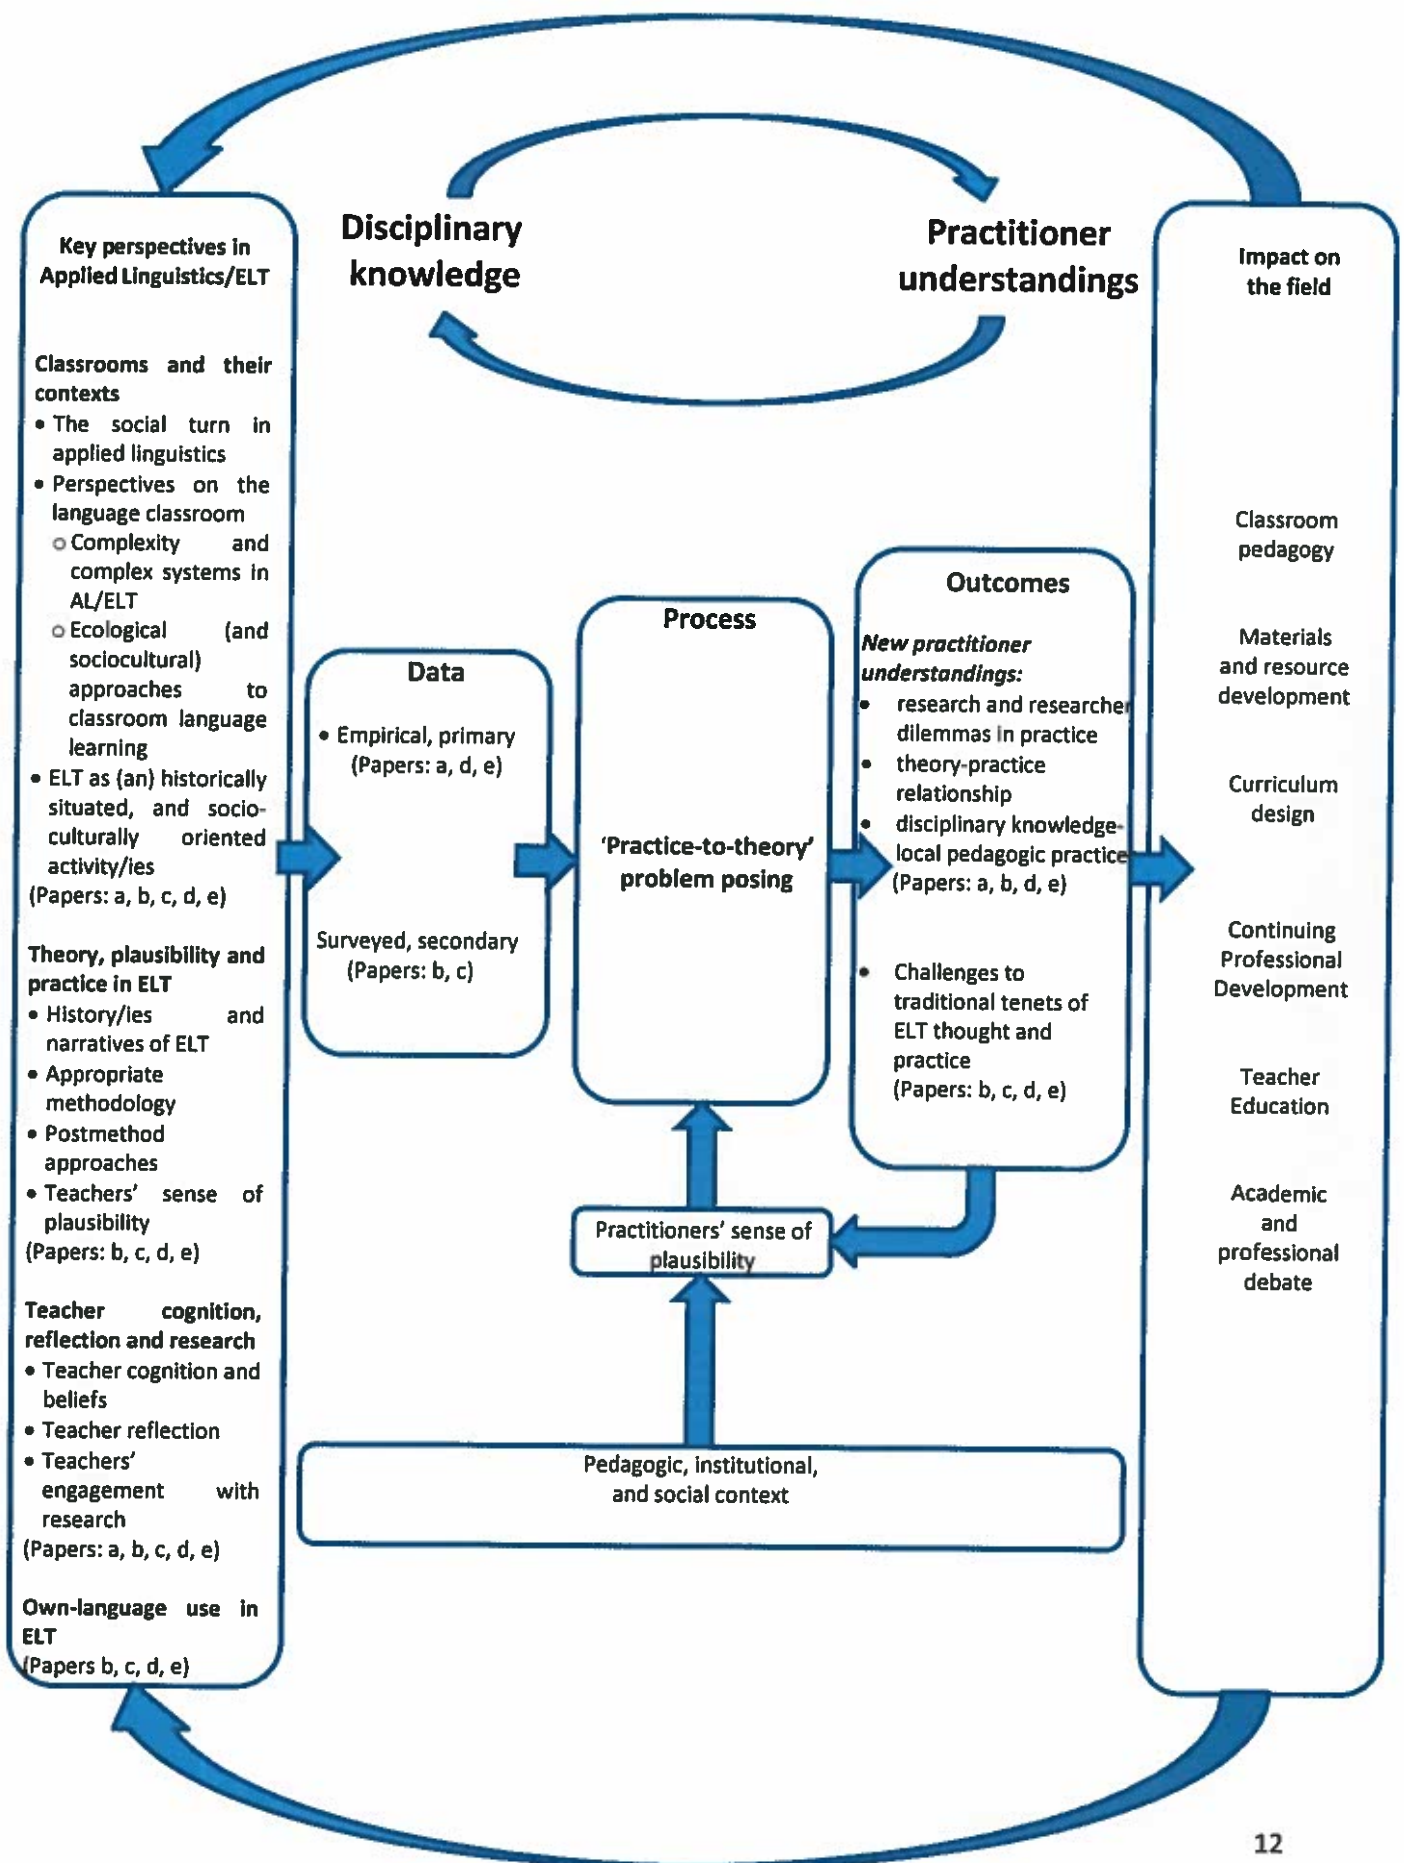 Disciplinary
knowledge
Practitioner
understandings
Key perspectives in
Applied Linguistics/ELT
Classrooms and their
contexts
• The social turn in
applied linguistics
• Perspectives on the
language classroom
o Complexity and
complex systems in
AL/ELT
o Ecological (and
sociocultural)
approaches to
classroom language
learning
• ELT as (an) historically
situated, and socio-
culturally oriented
activity/ies
(Papers: a, b, c, d, e)
Theory, plausibility and
practice in ELT
• History/ies and
narratives of ELT
• Appropriate
methodology
• Postmethod
approaches
• Teachers' sense of
plausibility
(Papers: b, c, d, e)
Teacher cognition,
reflection and research
• Teacher cognition and
beliefs
• Teacher reflection
• Teachers'
engagement with
research
(Papers: a, b, c, d, e)
Own-language use in
ELT
(Papers b, c, d, e)
Data
• Empirical, primary
(Papers: a, d, e)
Surveyed, secondary
(Papers: b, c)
Process
'Practice-to-theory'
problem posing
Outcomes
New practitioner
understandings:
• research and researcher
dilemmas in practice
• theory-practice
relationship
• disciplinary knowledge-
local pedagogic practice
(Papers: a, b, d, e)
• Challenges to
traditional tenets of
ELT thought and
practice
(Papers: b, c, d, e)
Practitioners' sense of
plausibility
Pedagogic, institutional,
and social context
Impact on
the field
Classroom
pedagogy
Materials
and resource
development
Curriculum
design
Continuing
Professional
Development
Teacher
Education
Academic
and
professional
debate
12